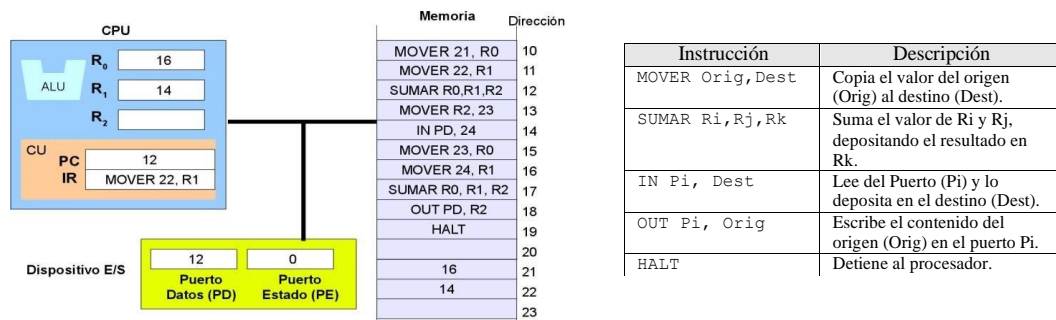 CPU
ALU
R0 16
R1 14
R2
CU
PC 12
IR MOVER 22, R1
Dispositivo E/S
12 0
Puerto Datos (PD)
Puerto Estado (PE)
Memoria Dirección
MOVER 21, R0 10
MOVER 22, R1 11
SUMAR R0,R1,R2 12
MOVER R2, 23 13
IN PD, 24 14
MOVER 23, R0 15
MOVER 24, R1 16
SUMAR R0, R1, R2 17
OUT PD, R2 18
HALT 19
20
16 21
14 22
23
Instrucción Descripción
MOVER Orig,Dest Copia el valor del origen
(Orig) al destino (Dest).
SUMAR Ri,Rj,Rk Suma el valor de Ri y Rj,
depositando el resultado en
Rk.
IN Pi, Dest Lee del Puerto (Pi) y lo
deposita en el destino (Dest).
OUT Pi, Orig Escribe el contenido del
origen (Orig) en el puerto Pi.
HALT Detiene al procesador.